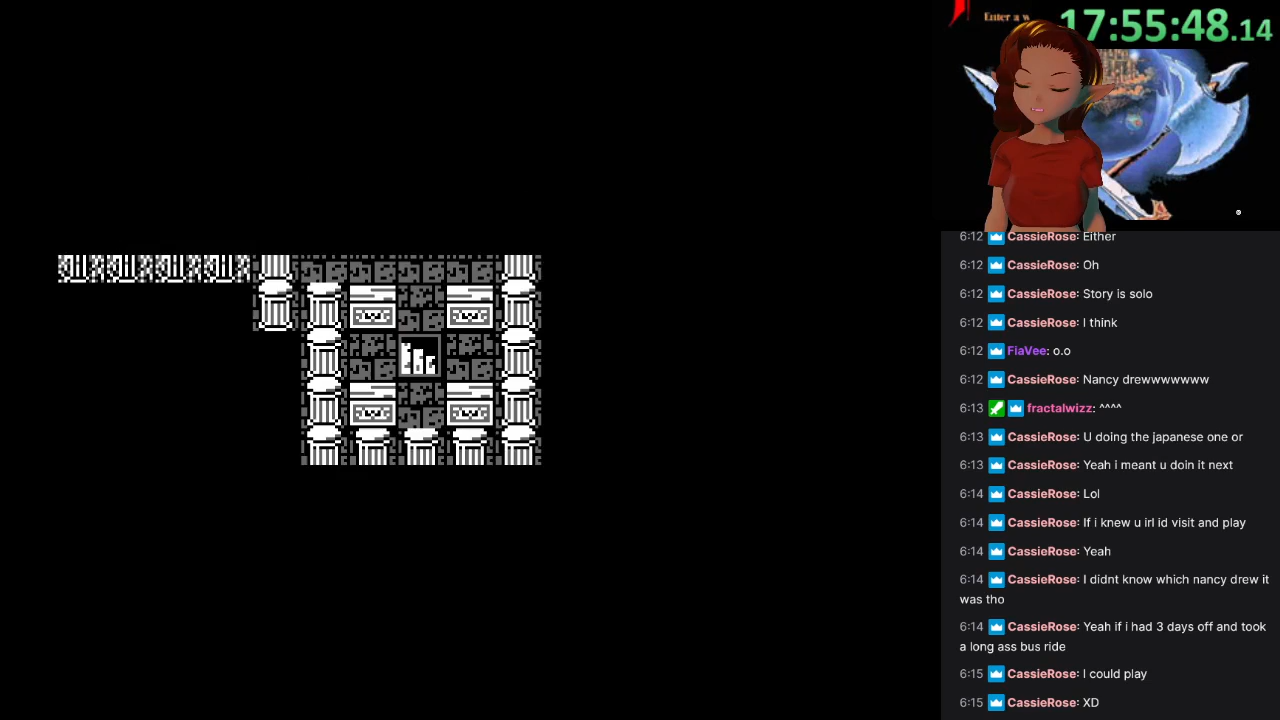 Enter a w
17:55:48.14
6:12 CassieRose: Either
6:12 CassieRose: Oh
6:12 CassieRose: Story is solo
6:12 CassieRose: I think
6:12 FiaVee: o.o
6:12 CassieRose: Nancy drewwwwwww
6:13 fractalwizz: ^^^^
6:13 CassieRose: U doing the japanese one or
6:13 CassieRose: Yeah i meant u doin it next
6:14 CassieRose: Lol
6:14 CassieRose: If i knew u irl id visit and play
6:14 CassieRose: Yeah
6:14 CassieRose: I didnt know which nancy drew it
was tho
6:14 CassieRose: Yeah if i had 3 days off and took
a long ass bus ride
6:15 CassieRose: I could play
6:15 CassieRose: XD